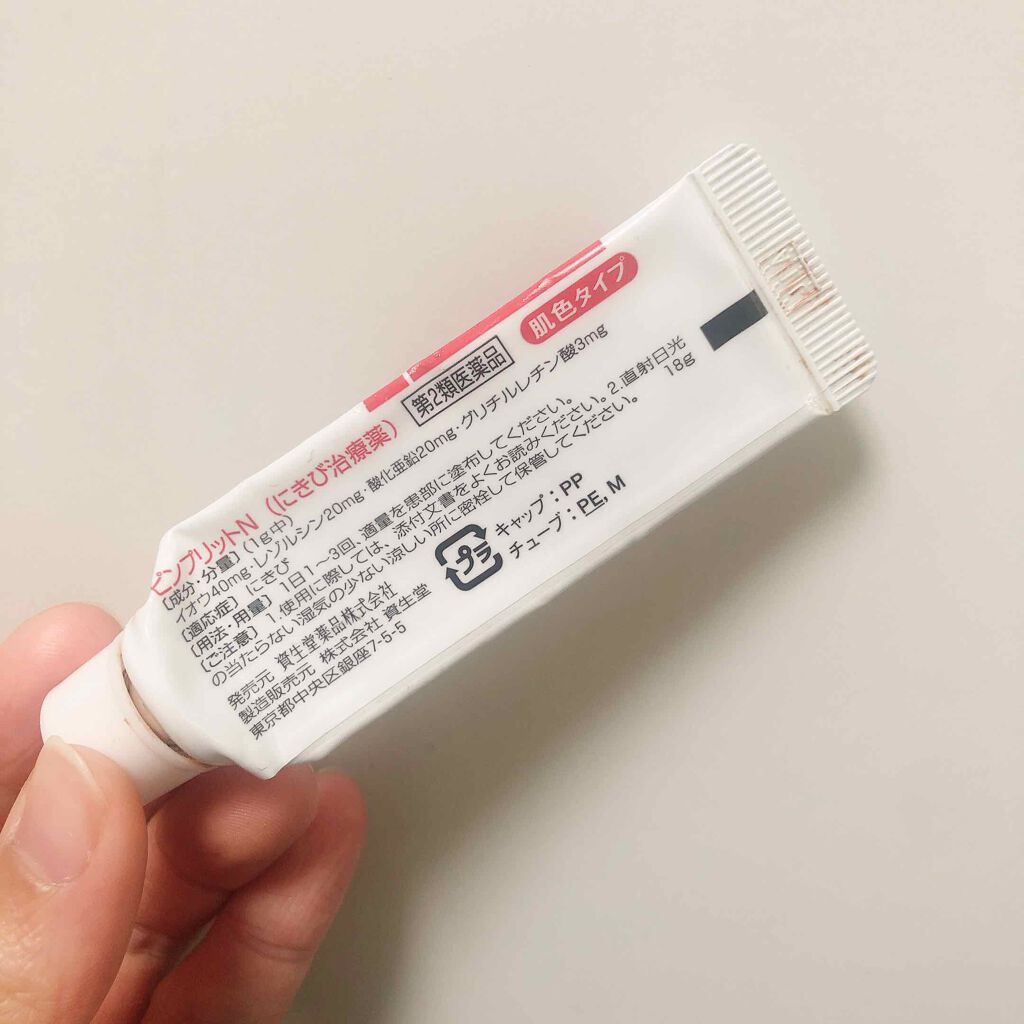 肌色タイプ
ピンプリットN (にきび治療薬) 第2類医薬品
[成分・分量] (1g中)
イオウ40mg・レゾルシン20mg・酸化亜鉛20mg・グリチルレチン酸3mg
[適応症] にきび
[用法・用量] 1日1〜3回、適量を患部に塗布してください。
[ご注意] 1.使用に際しては、添付文書をよくお読みください。2.直射日光
の当たらない湿気の少ない涼しい所に密栓して保管してください。
18g
発売元 資生堂薬品株式会社
製造販売元 株式会社 資生堂
東京都中央区銀座7-5-5
プラ
キャップ：PP
チューブ：PE, M